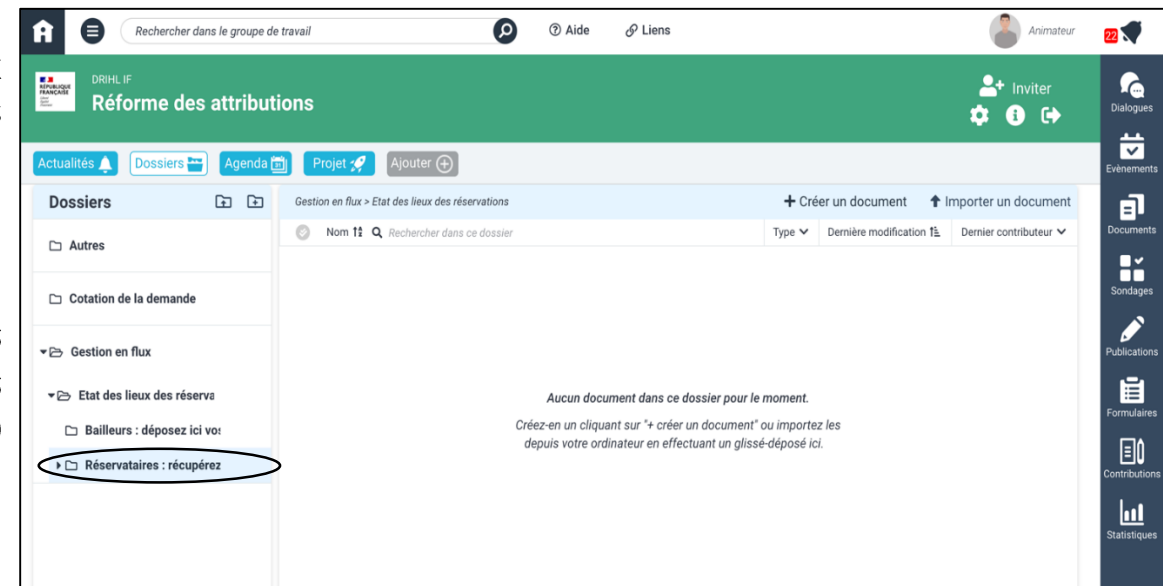 Rechercher dans le groupe de travail
Aide
Liens
Animateur
22
RÉPUBLIQUE
FRANÇAISE
DRIHL IF
Réforme des attributions
Inviter
Actualités
Dossiers
Agenda
Projet
Ajouter
Dossiers
Gestion en flux > Etat des lieux des réservations
+ Créer un document
Importer un document
Nom
Rechercher dans ce dossier
Type
Dernière modification
Dernier contributeur
Autres
Cotation de la demande
Gestion en flux
Etat des lieux des réserva
Bailleurs : déposez ici vos
Réservataires : récupérez
Aucun document dans ce dossier pour le moment.
Créez-en un cliquant sur "+ créer un document" ou importez les
depuis votre ordinateur en effectuant un glissé-déposé ici.
Dialogues
Evènements
Documents
Sondages
Publications
Formulaires
Contributions
Statistiques